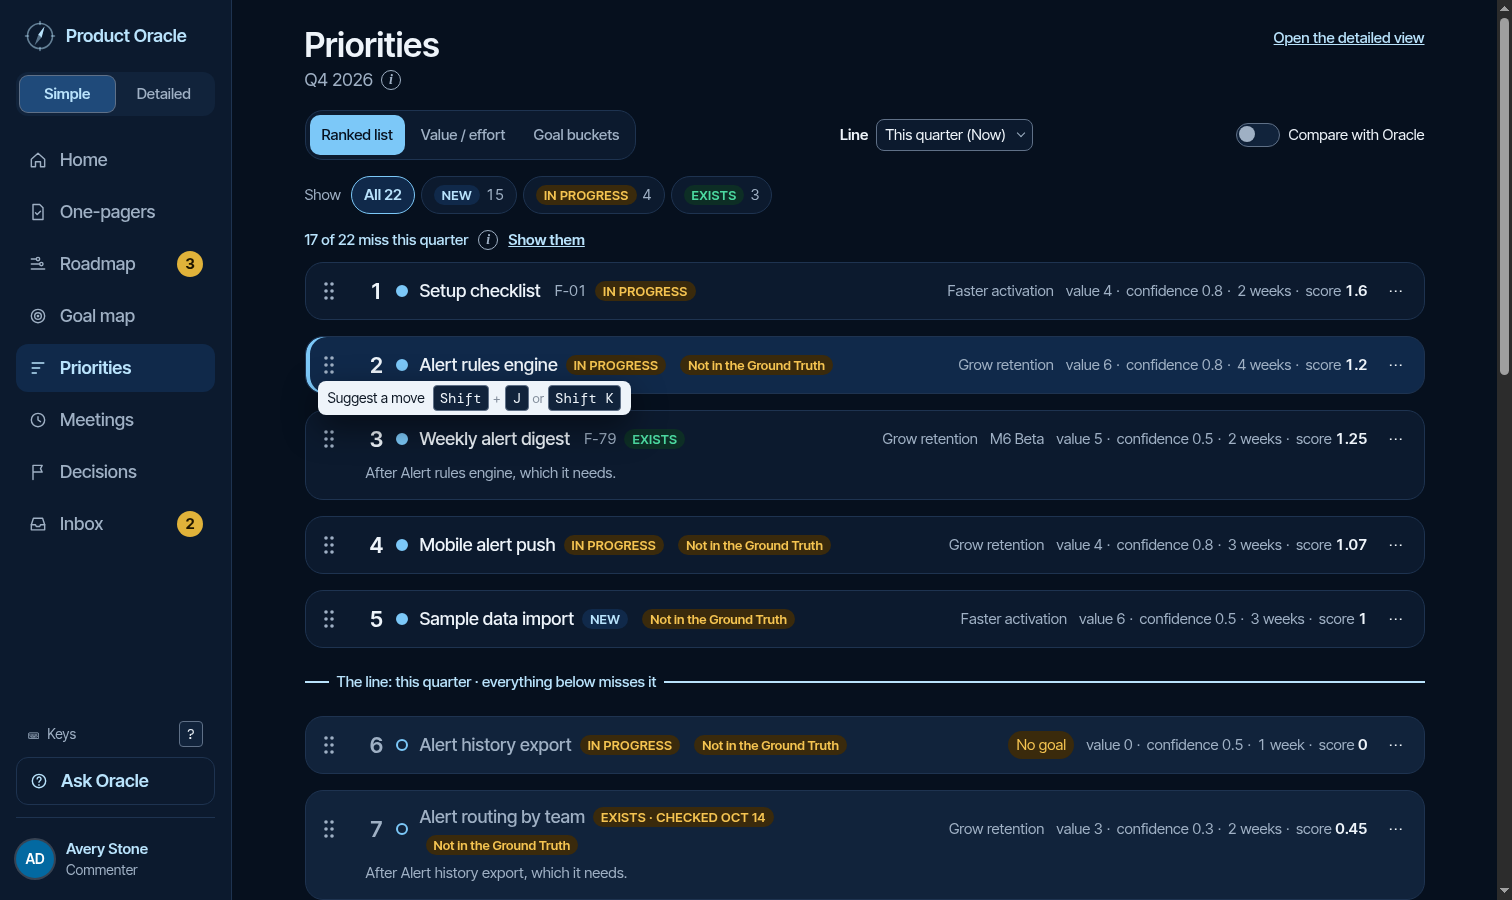 Product Oracle
Simple
Detailed
Home
One-pagers
Roadmap 3
Goal map
Priorities
Meetings
Decisions
Inbox 2
Keys ?
Ask Oracle
AD
Avery Stone
Commenter
Priorities
Open the detailed view
Q4 2026 i
Ranked list Value / effort Goal buckets
Line This quarter (Now)
Compare with Oracle
Show All 22 NEW 15 IN PROGRESS 4 EXISTS 3
17 of 22 miss this quarter i Show them
1 Setup checklist F-01 IN PROGRESS Faster activation value 4 · confidence 0.8 · 2 weeks · score 1.6 ...
2 Alert rules engine IN PROGRESS Not in the Ground Truth Grow retention value 6 · confidence 0.8 · 4 weeks · score 1.2 ...
Suggest a move Shift + J or Shift K
3 Weekly alert digest F-79 EXISTS Grow retention M6 Beta value 5 · confidence 0.5 · 2 weeks · score 1.25 ...
After Alert rules engine, which it needs.
4 Mobile alert push IN PROGRESS Not in the Ground Truth Grow retention value 4 · confidence 0.8 · 3 weeks · score 1.07 ...
5 Sample data import NEW Not in the Ground Truth Faster activation value 6 · confidence 0.5 · 3 weeks · score 1 ...
The line: this quarter · everything below misses it
6 Alert history export IN PROGRESS Not in the Ground Truth No goal value 0 · confidence 0.5 · 1 week · score 0 ...
7 Alert routing by team EXISTS · CHECKED OCT 14 Grow retention value 3 · confidence 0.3 · 2 weeks · score 0.45 ...
Not in the Ground Truth
After Alert history export, which it needs.